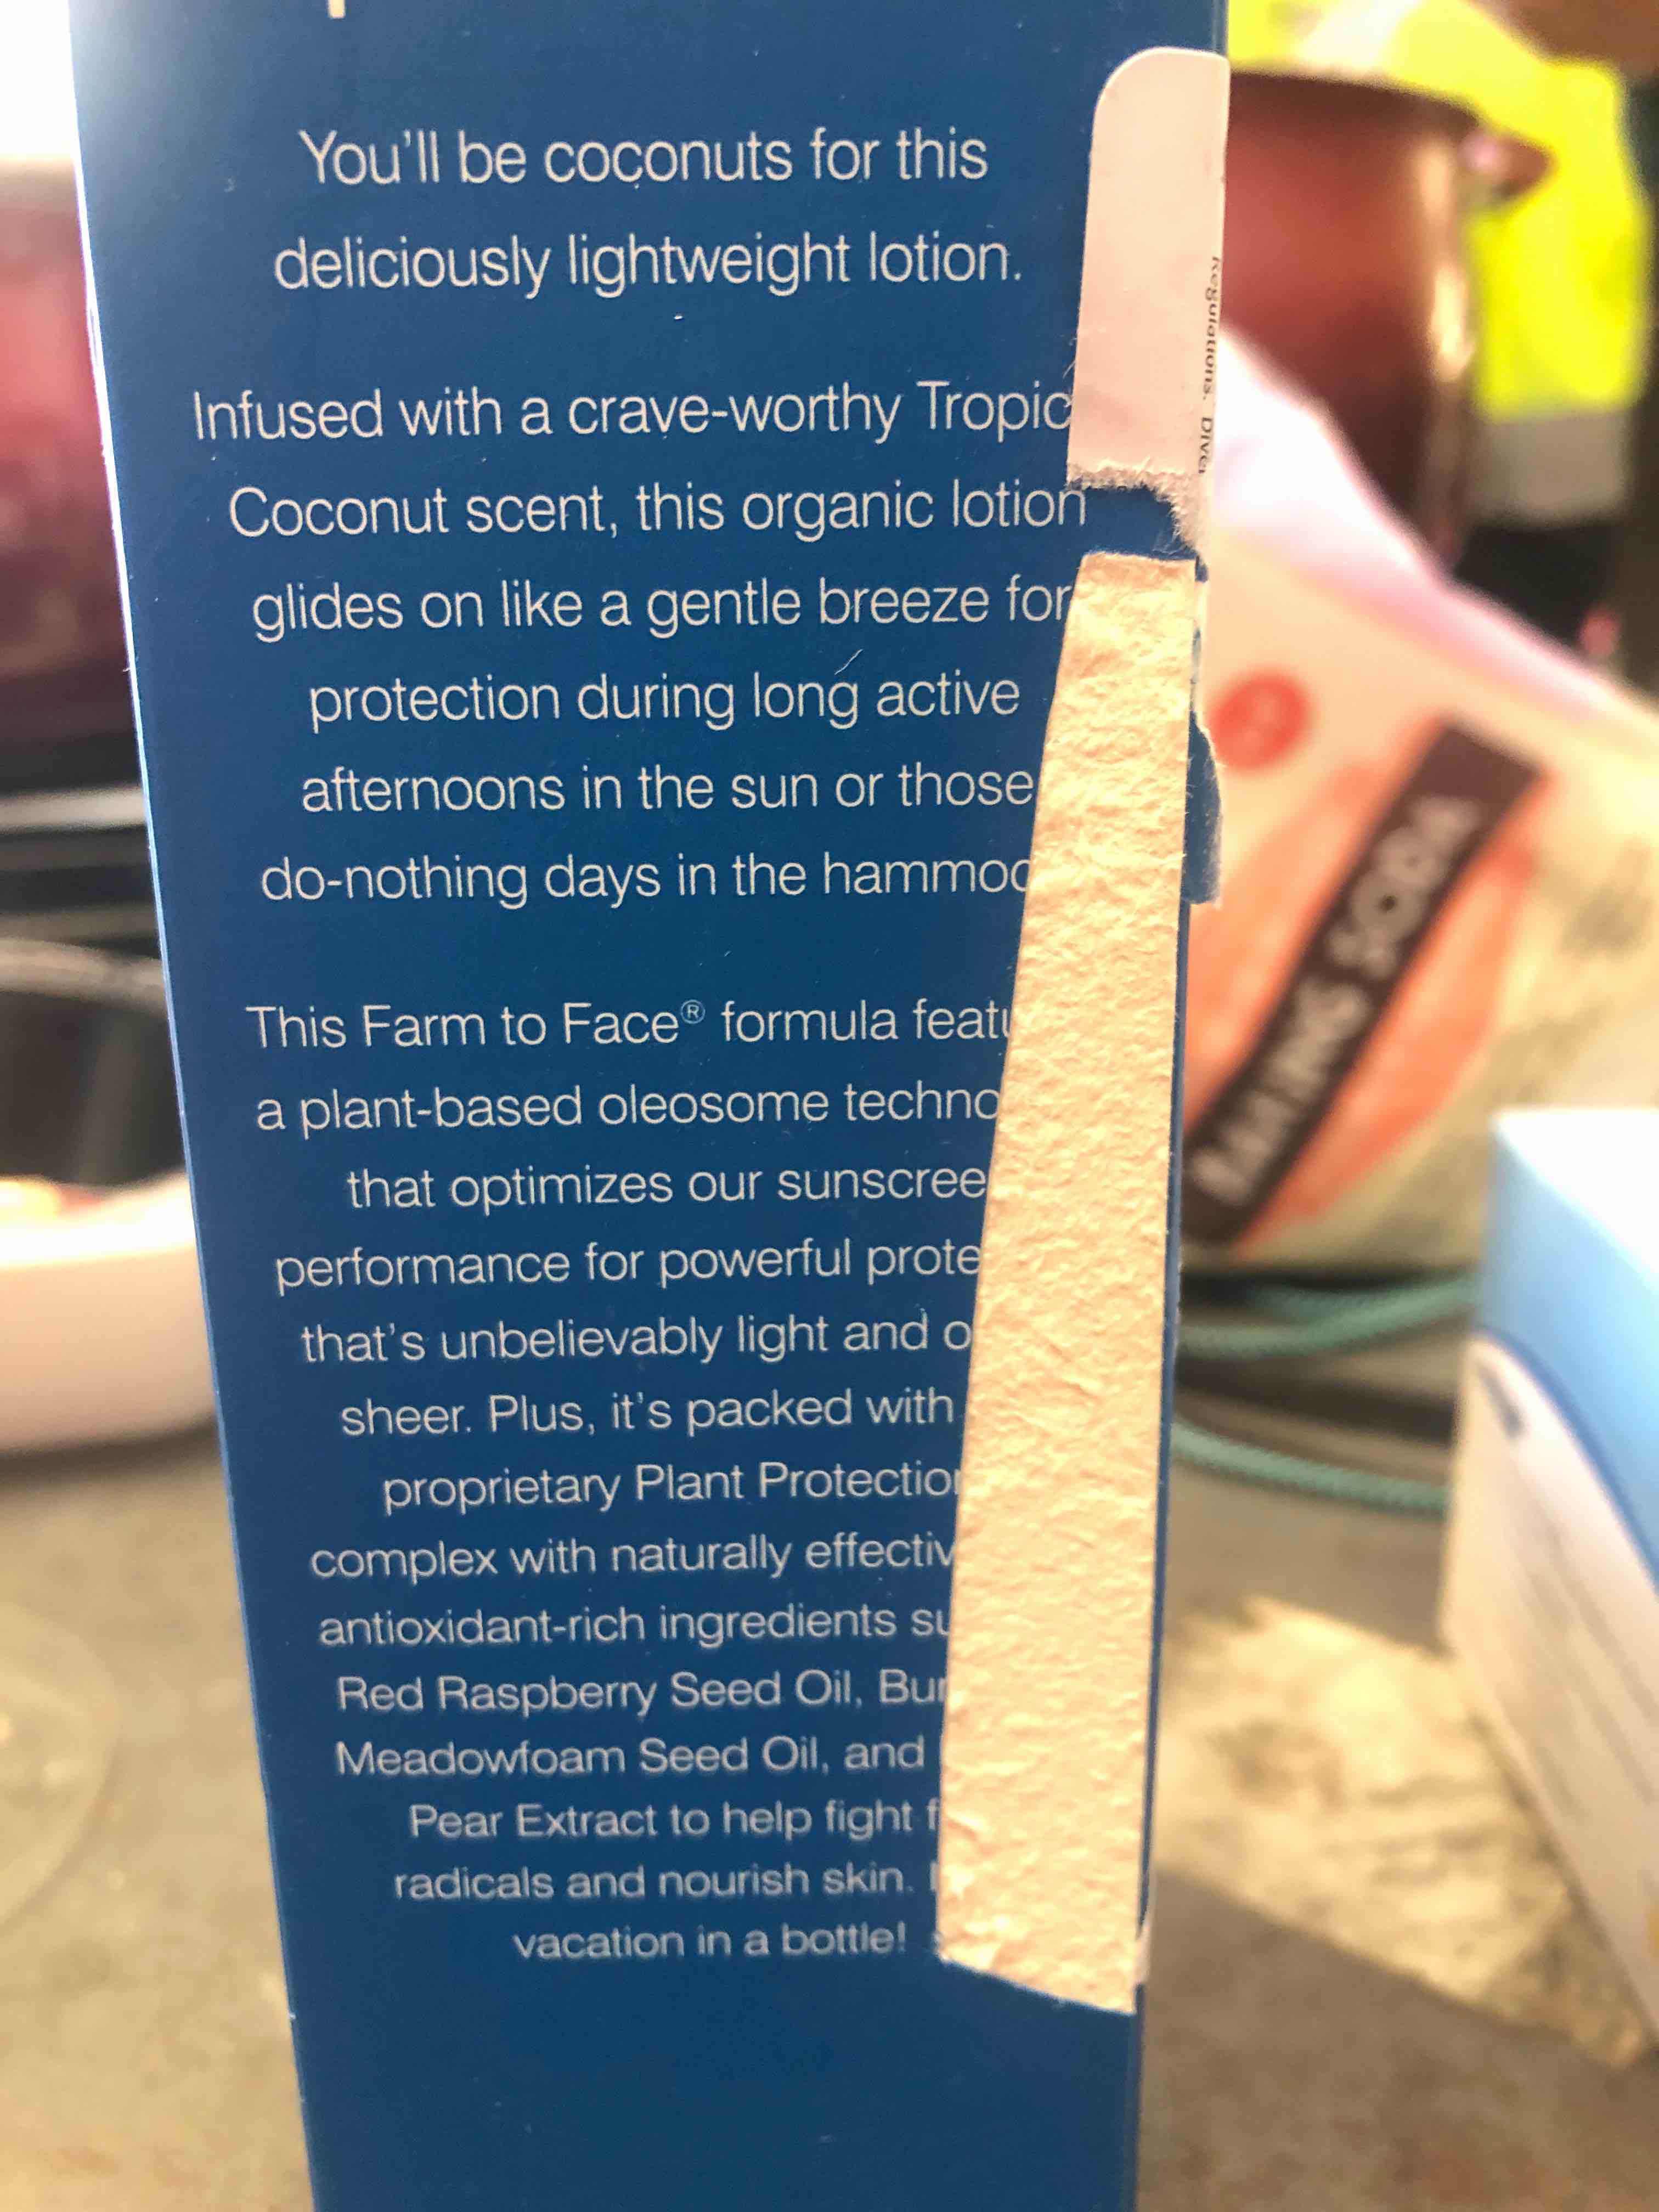 You'll be coconuts for this
deliciously lightweight lotion.
Infused with a crave-worthy Tropic
Coconut scent, this organic lotion
glides on like a gentle breeze for
protection during long active
afternoons in the sun or those
do-nothing days in the hammoc
This Farm to Face® formula featu
a plant-based oleosome techno
that optimizes our sunscree
performance for powerful prote
that's unbelievably light and o
sheer. Plus, it's packed with
proprietary Plant Protection
complex with naturally effectiv
antioxidant-rich ingredients su
Red Raspberry Seed Oil, Bur
Meadowfoam Seed Oil, and
Pear Extract to help fight f
radicals and nourish skin.
vacation in a bottle!
Regulations. Dive
BAKING SODA